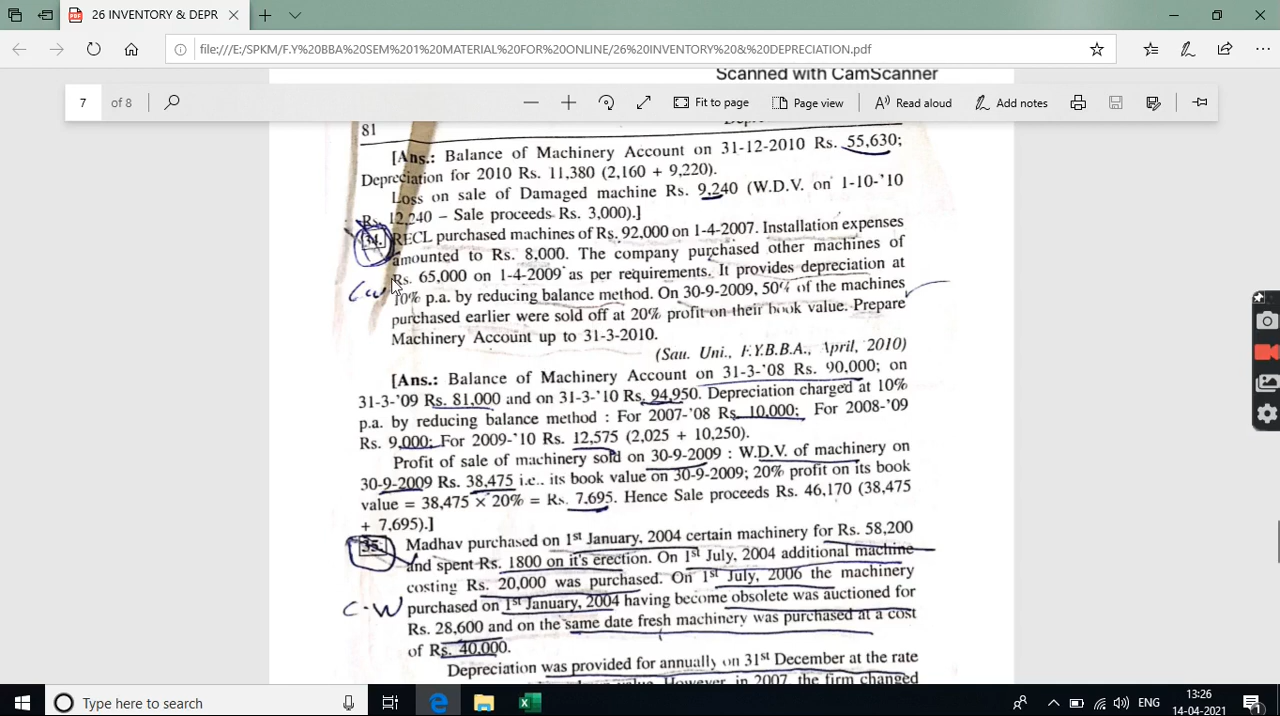 26 INVENTORY & DEPR
file:///E:/SPKM/F.Y%20BBA%20SEM%201%20MATERIAL%20FOR%20ONLINE/26%20INVENTORY%20&%20DEPRECIATION.pdf
Scanned with CamScanner
7 of 8
Fit to page
Page view
Read aloud
Add notes
81
[Ans.: Balance of Machinery Account on 31-12-2010 Rs. 55,630;
Depreciation for 2010 Rs. 11,380 (2,160 + 9,220).
Loss on sale of Damaged machine Rs. 9,240 (W.D.V. on 1-10-'10
Rs. 12,240 – Sale proceeds Rs. 3,000).]
34. RECL purchased machines of Rs. 92,000 on 1-4-2007. Installation expenses
amounted to Rs. 8,000. The company purchased other machines of
Rs. 65,000 on 1-4-2009 as per requirements. It provides depreciation at
10% p.a. by reducing balance method. On 30-9-2009, 50% of the machines
purchased earlier were sold off at 20% profit on their book value. Prepare
Machinery Account up to 31-3-2010.
(Sau. Uni., F.Y.B.B.A., April, 2010)
[Ans.: Balance of Machinery Account on 31-3-'08 Rs. 90,000; on
31-3-'09 Rs. 81,000 and on 31-3-'10 Rs. 94,950. Depreciation charged at 10%
p.a. by reducing balance method : For 2007-'08 Rs. 10,000; For 2008-'09
Rs. 9,000; For 2009-'10 Rs. 12,575 (2,025 + 10,250).
Profit of sale of machinery sold on 30-9-2009 : W.D.V. of machinery on
30-9-2009 Rs. 38,475 i.e.. its book value on 30-9-2009; 20% profit on its book
value = 38,475 × 20% = Rs. 7,695. Hence Sale proceeds Rs. 46,170 (38,475
+ 7,695).]
35. Madhav purchased on 1st January, 2004 certain machinery for Rs. 58,200
and spent Rs. 1800 on it's erection. On 1st July, 2004 additional machine
costing Rs. 20,000 was purchased. On 1st July, 2006 the machinery
C-W purchased on 1st January, 2004 having become obsolete was auctioned for
Rs. 28,600 and on the same date fresh machinery was purchased at a cost
of Rs. 40,000.
Depreciation was provided for annually on 31st December at the rate
However, in 2007, the firm changed
Type here to search
ENG
13:26
14-04-2021
1